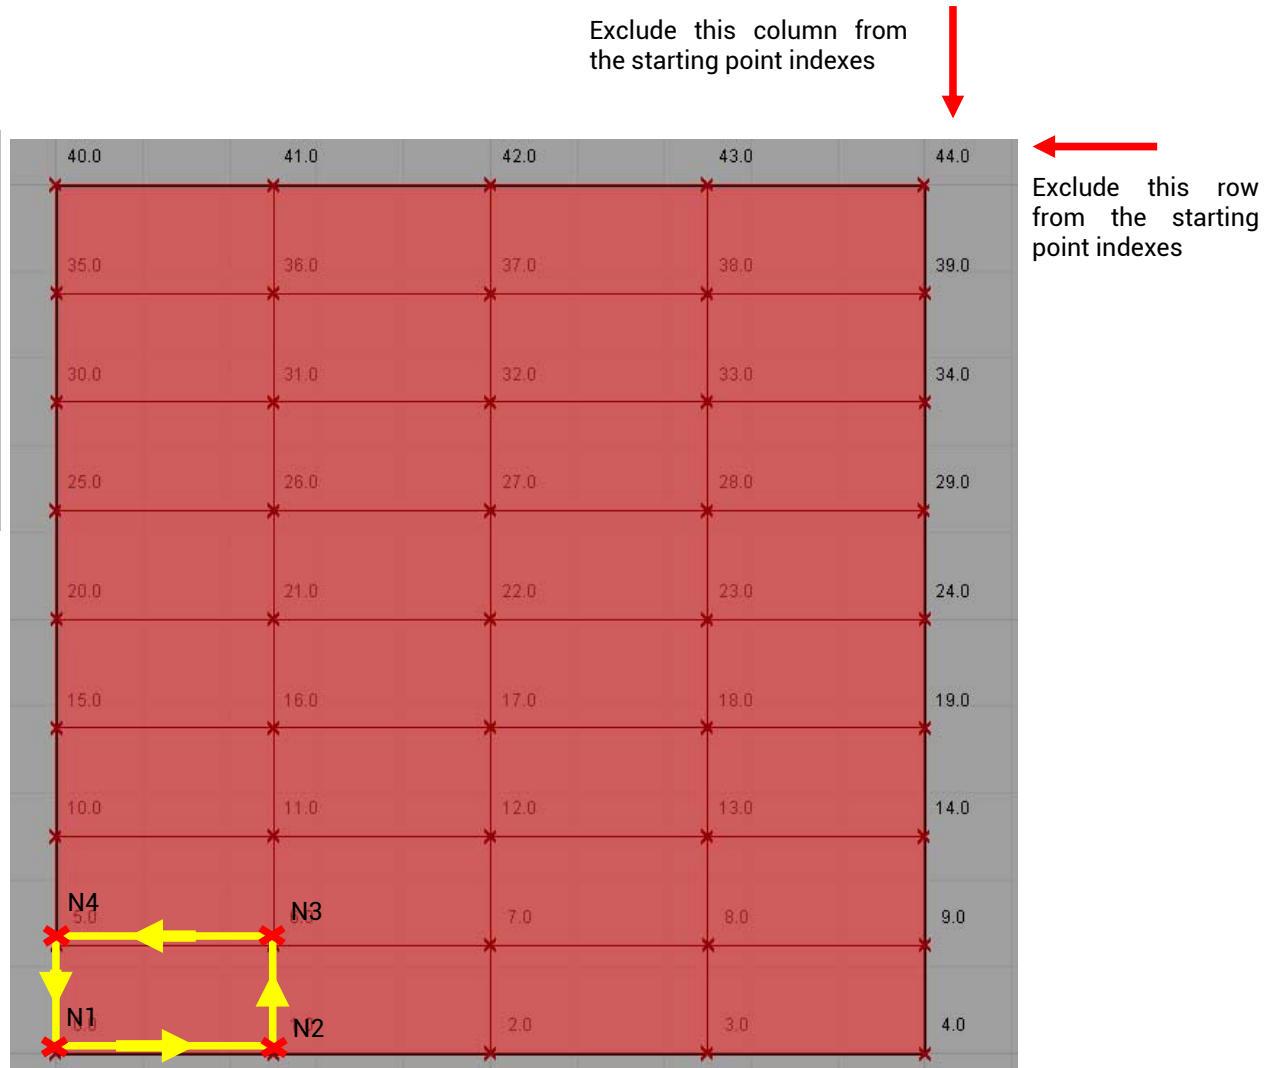 Exclude this column from
the starting point indexes
Exclude this row
from the starting
point indexes
40.0 41.0 42.0 43.0 44.0
35.0 36.0 37.0 38.0 39.0
30.0 31.0 32.0 33.0 34.0
25.0 26.0 27.0 28.0 29.0
20.0 21.0 22.0 23.0 24.0
15.0 16.0 17.0 18.0 19.0
10.0 11.0 12.0 13.0 14.0
N4 N3
5.0 7.0 8.0 9.0
N1 N2
2.0 3.0 4.0